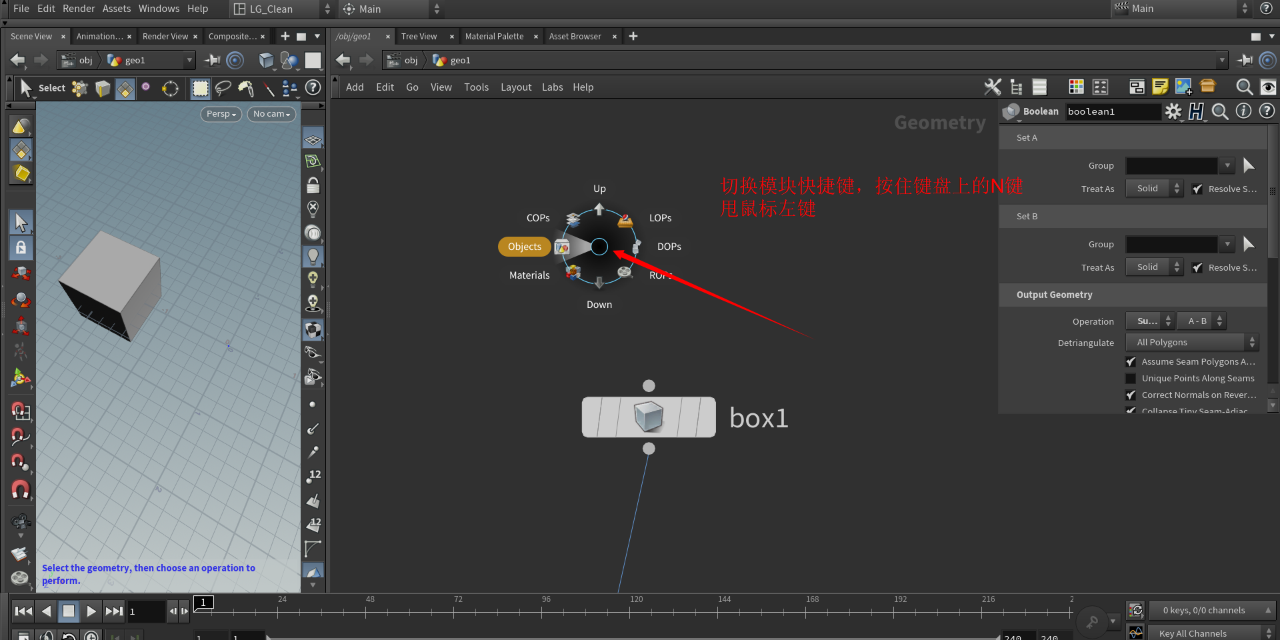 File Edit Render Assets Windows Help LG_Clean Main Main
Scene View Animation... Render View Composite... /obj/geo1 Tree View Material Palette Asset Browser
obj geo1 obj geo1
Select Add Edit Go View Tools Layout Labs Help
Persp No cam
Geometry
Boolean boolean1
Set A
Group
Treat As Solid Resolve S...
Set B
Group
Treat As Solid Resolve S...
Output Geometry
Operation Su... A - B
Detriangulate All Polygons
Assume Seam Polygons A...
Unique Points Along Seams
Correct Normals on Rever...
Collapse Tiny Seam-Adjac...
切换模块快捷键，按住键盘上的N键
甩鼠标左键
Up
COPs LOPs
Objects DOPs
Materials ROPs
Down
box1
12
12
Select the geometry, then choose an operation to
perform.
1 1 24 48 72 96 120 144 168 192 216 2
0 keys, 0/0 channels
1 1 240 240 Key All Channels